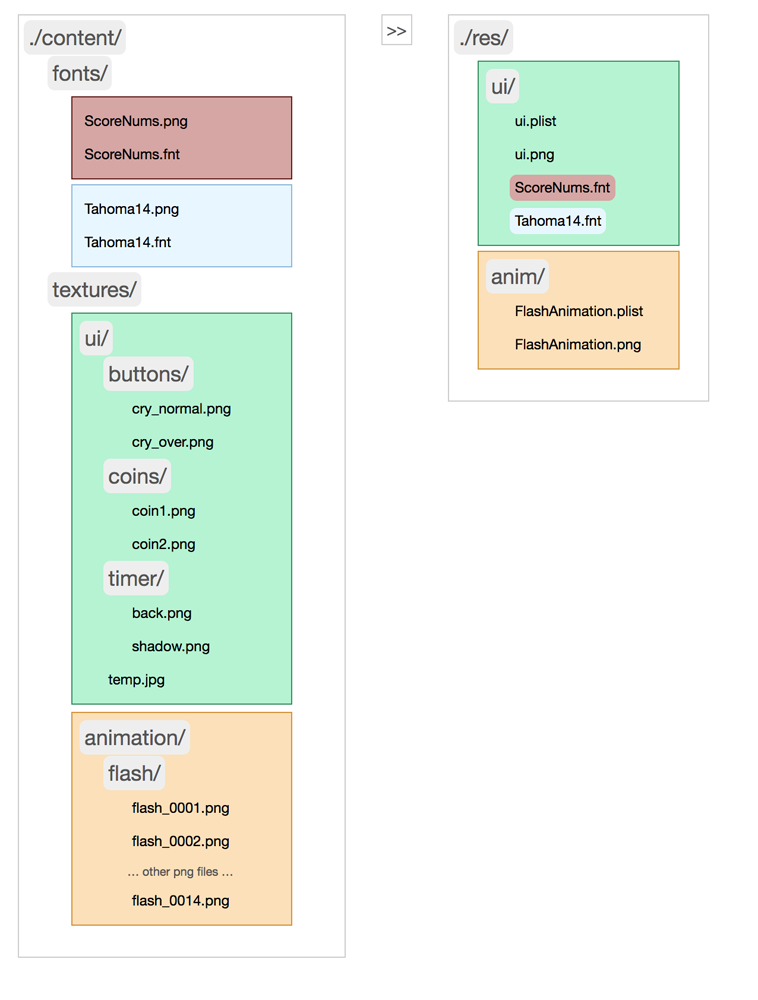 ./content/
fonts/
ScoreNums.png
ScoreNums.fnt
Tahoma14.png
Tahoma14.fnt
textures/
ui/
buttons/
cry_normal.png
cry_over.png
coins/
coin1.png
coin2.png
timer/
back.png
shadow.png
temp.jpg
animation/
flash/
flash_0001.png
flash_0002.png
... other png files ...
flash_0014.png
>>
./res/
ui/
ui.plist
ui.png
ScoreNums.fnt
Tahoma14.fnt
anim/
FlashAnimation.plist
FlashAnimation.png